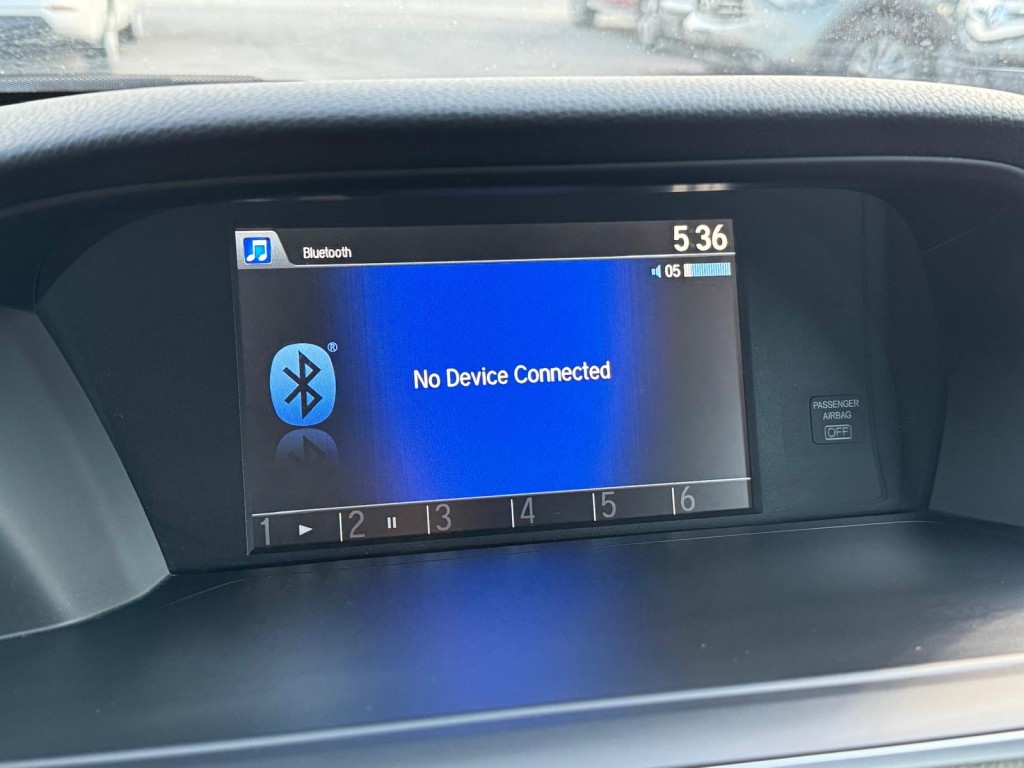 Bluetooth
5:36
05
®
No Device Connected
PASSENGER
AIRBAG
OFF
1 2 3 4 5 6